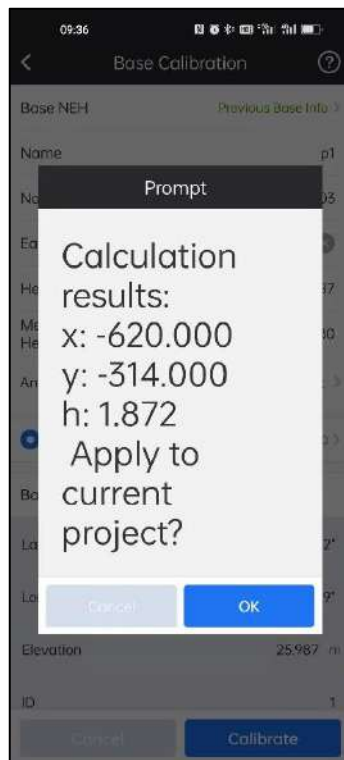 09:36
Base Calibration
Base NEH Previous Base Info
Name p1
Prompt
Calculation
results:
x: -620.000
y: -314.000
h: 1.872
Apply to
current
project?
Cancel OK
Elevation 25.987 m
ID 1
Cancel Calibrate